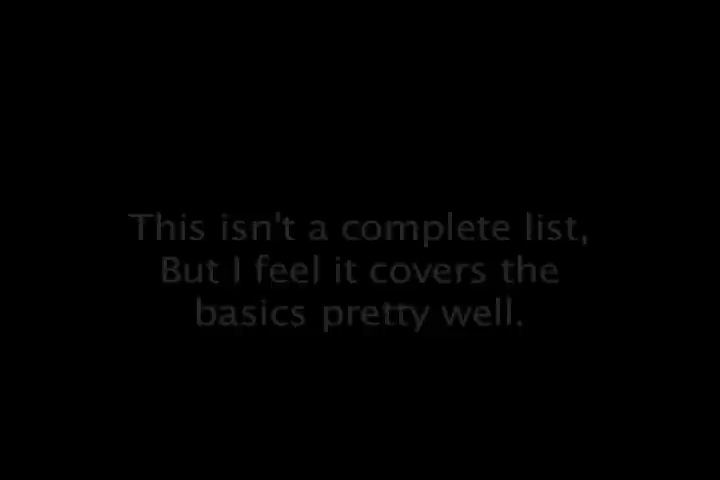 This isn't a complete list,
But I feel it covers the
basics pretty well.